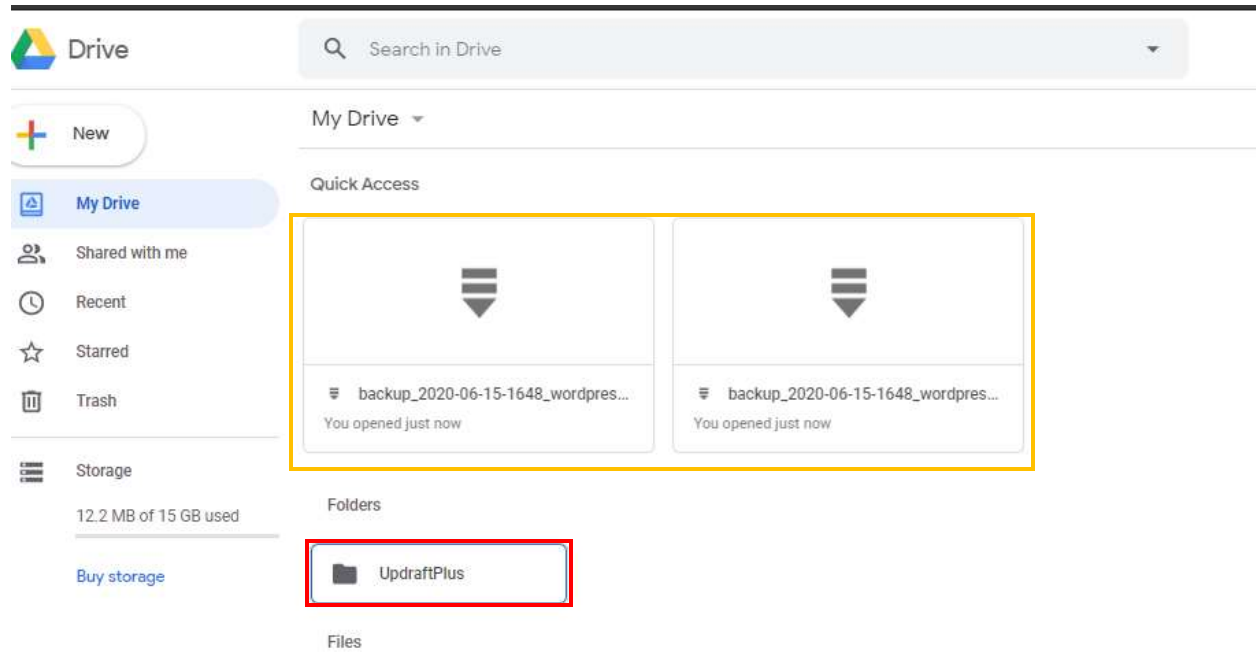 Drive
Search in Drive
New
My Drive
Shared with me
Recent
Starred
Trash
Storage
12.2 MB of 15 GB used
Buy storage
My Drive
Quick Access
backup_2020-06-15-1648_wordpres...
You opened just now
backup_2020-06-15-1648_wordpres...
You opened just now
Folders
UpdraftPlus
Files